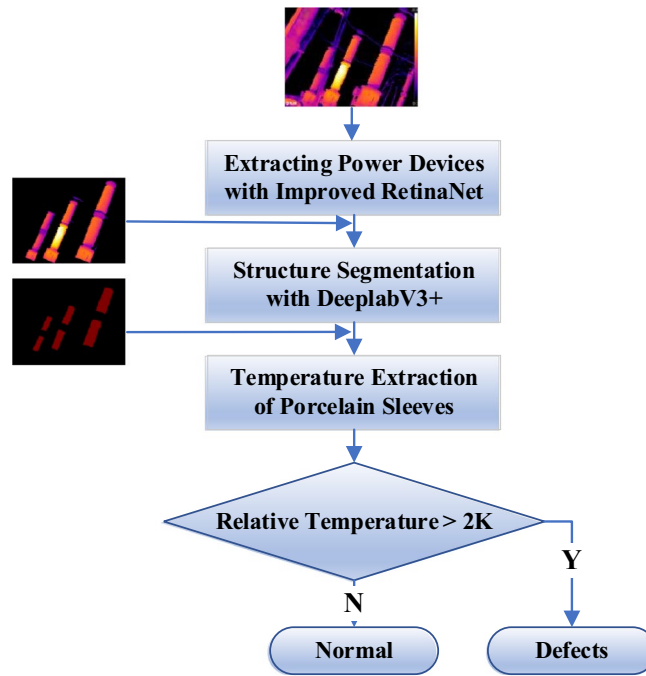 Extracting Power Devices
with Improved RetinaNet
Structure Segmentation
with DeeplabV3+
Temperature Extraction
of Porcelain Sleeves
Relative Temperature > 2K
Y
N
Normal
Defects